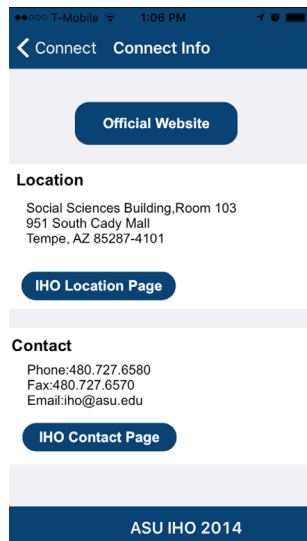 T-Mobile 1:06 PM
Connect Connect Info
Official Website
Location
Social Sciences Building,Room 103
951 South Cady Mall
Tempe, AZ 85287-4101
IHO Location Page
Contact
Phone:480.727.6580
Fax:480.727.6570
Email:iho@asu.edu
IHO Contact Page
ASU IHO 2014